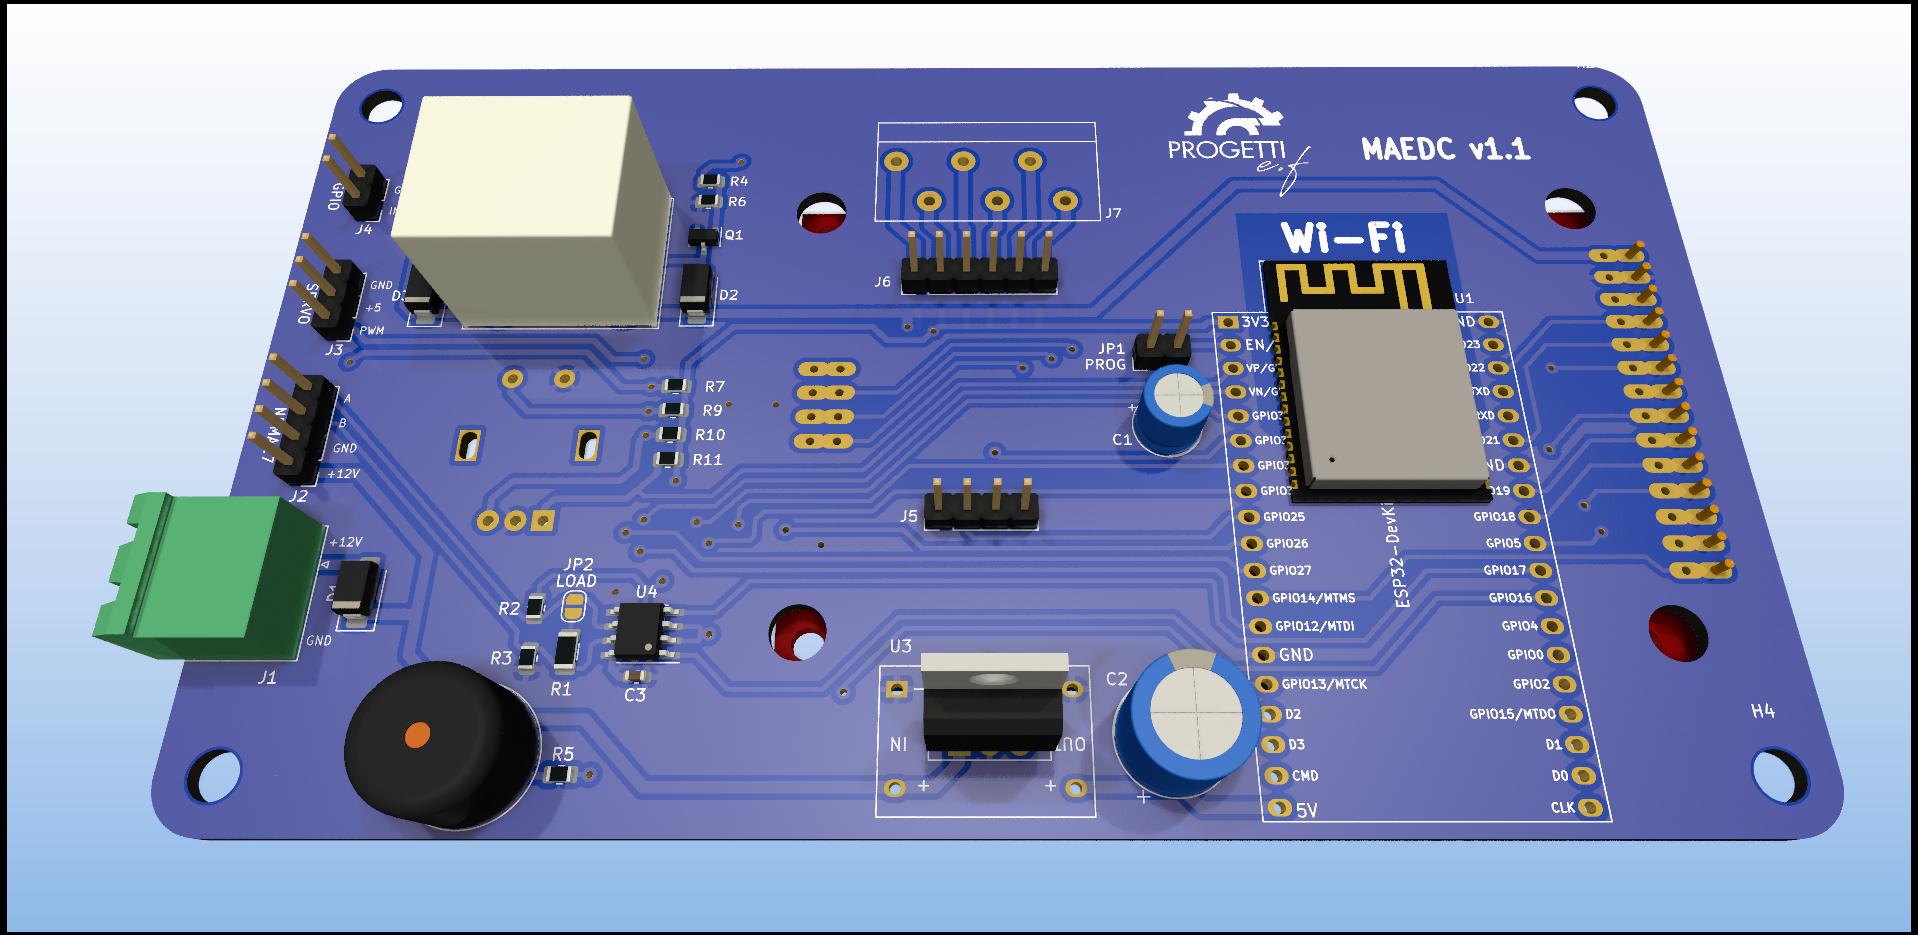 PROGETTI
e.f
MAEDC v1.1
Wi-Fi
GPIO
J4
R4
R6
Q1
D2
J7
J6
GND
+5
PWM
J3
A
B
GND
+12V
J2
R7
R9
R10
R11
JP1
PROG
C1
J5
U1
3V3
EN/
VP/G
VN/G
GPIO25
GPIO26
GPIO27
GPIO14/MTMS
GPIO12/MTDI
GND
GPIO13/MTCK
D2
D3
CMD
5V
GPIO18
GPIO5
GPIO17
GPIO16
GPIO4
GPIO0
GPIO2
GPIO15/MTDO
D1
D0
CLK
H4
+12V
GND
J1
JP2
LOAD
R2
R3
R1
U4
C3
R5
U3
IN
OUT
+ +
C2
+